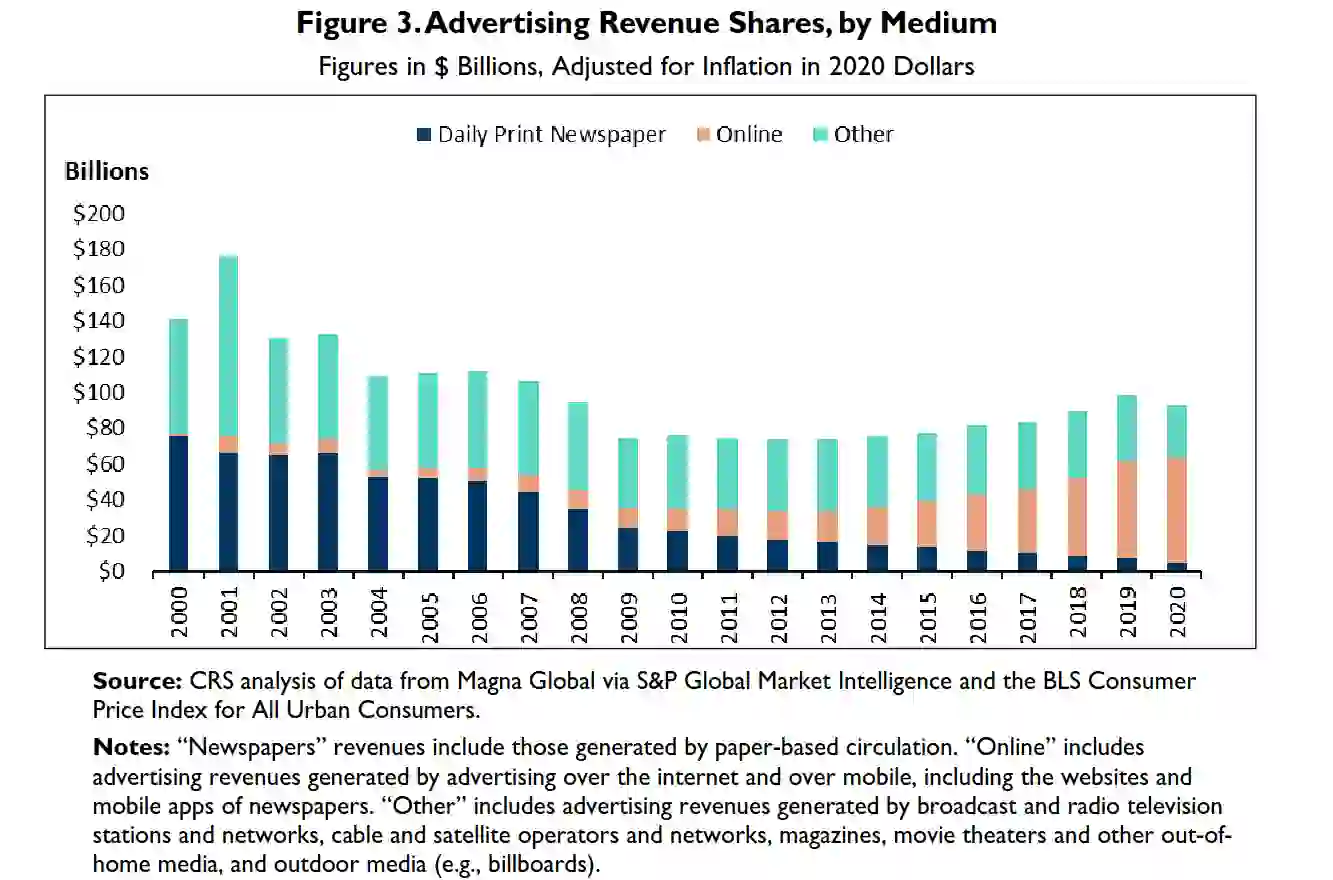 Figure 3. Advertising Revenue Shares, by Medium
Figures in $ Billions, Adjusted for Inflation in 2020 Dollars
Daily Print Newspaper Online Other
Billions
$200
$180
$160
$140
$120
$100
$80
$60
$40
$20
$0
2000 2001 2002 2003 2004 2005 2006 2007 2008 2009 2010 2011 2012 2013 2014 2015 2016 2017 2018 2019 2020
Source: CRS analysis of data from Magna Global via S&P Global Market Intelligence and the BLS Consumer
Price Index for All Urban Consumers.
Notes: “Newspapers” revenues include those generated by paper-based circulation. “Online” includes
advertising revenues generated by advertising over the internet and over mobile, including the websites and
mobile apps of newspapers. “Other” includes advertising revenues generated by broadcast and radio television
stations and networks, cable and satellite operators and networks, magazines, movie theaters and other out-of-
home media, and outdoor media (e.g., billboards).